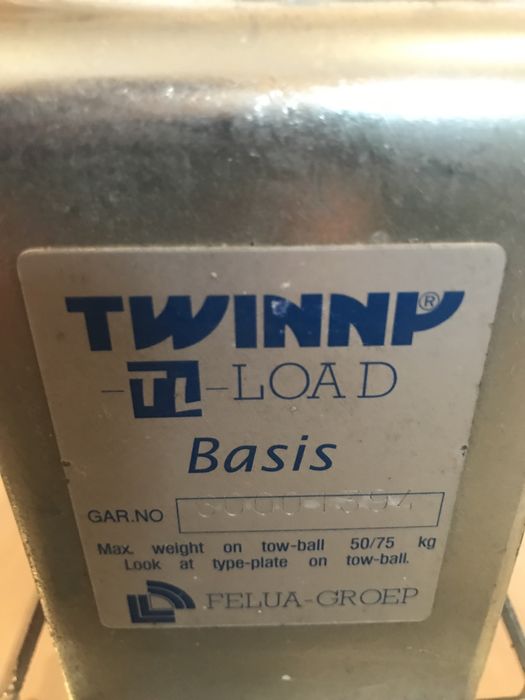 TWINNY®
-TL-LOAD
Basis
GAR.NO
Max. weight on tow-ball 50/75 kg
Look at type-plate on tow-ball.
FELUA-GROEP